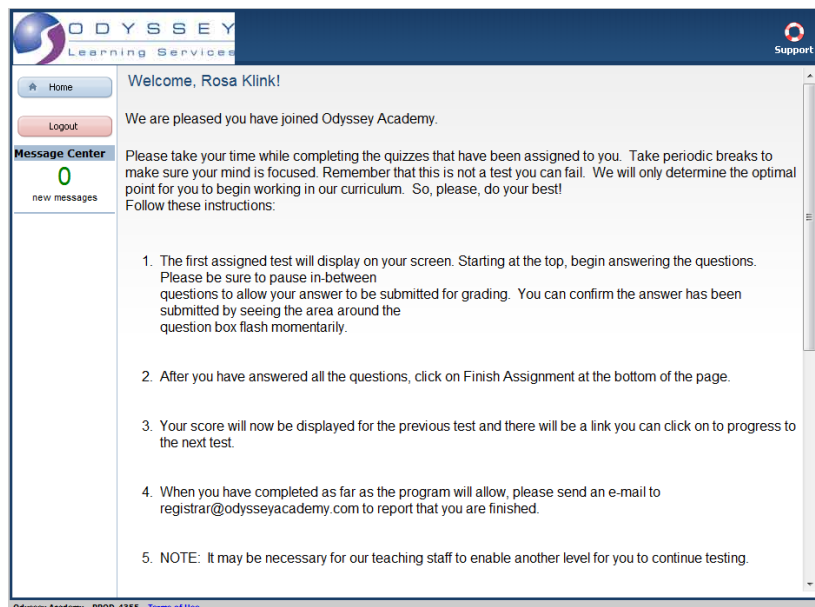 ODYSSEY
Learning Services
Support
Home
Logout
Message Center
0
new messages
Welcome, Rosa Klink!
We are pleased you have joined Odyssey Academy.
Please take your time while completing the quizzes that have been assigned to you. Take periodic breaks to
make sure your mind is focused. Remember that this is not a test you can fail. We will only determine the optimal
point for you to begin working in our curriculum. So, please, do your best!
Follow these instructions:
1. The first assigned test will display on your screen. Starting at the top, begin answering the questions.
Please be sure to pause in-between
questions to allow your answer to be submitted for grading. You can confirm the answer has been
submitted by seeing the area around the
question box flash momentarily.
2. After you have answered all the questions, click on Finish Assignment at the bottom of the page.
3. Your score will now be displayed for the previous test and there will be a link you can click on to progress to
the next test.
4. When you have completed as far as the program will allow, please send an e-mail to
registrar@odysseyacademy.com to report that you are finished.
5. NOTE: It may be necessary for our teaching staff to enable another level for you to continue testing.
Odyssey Academy PROD 4355 Terms of Use